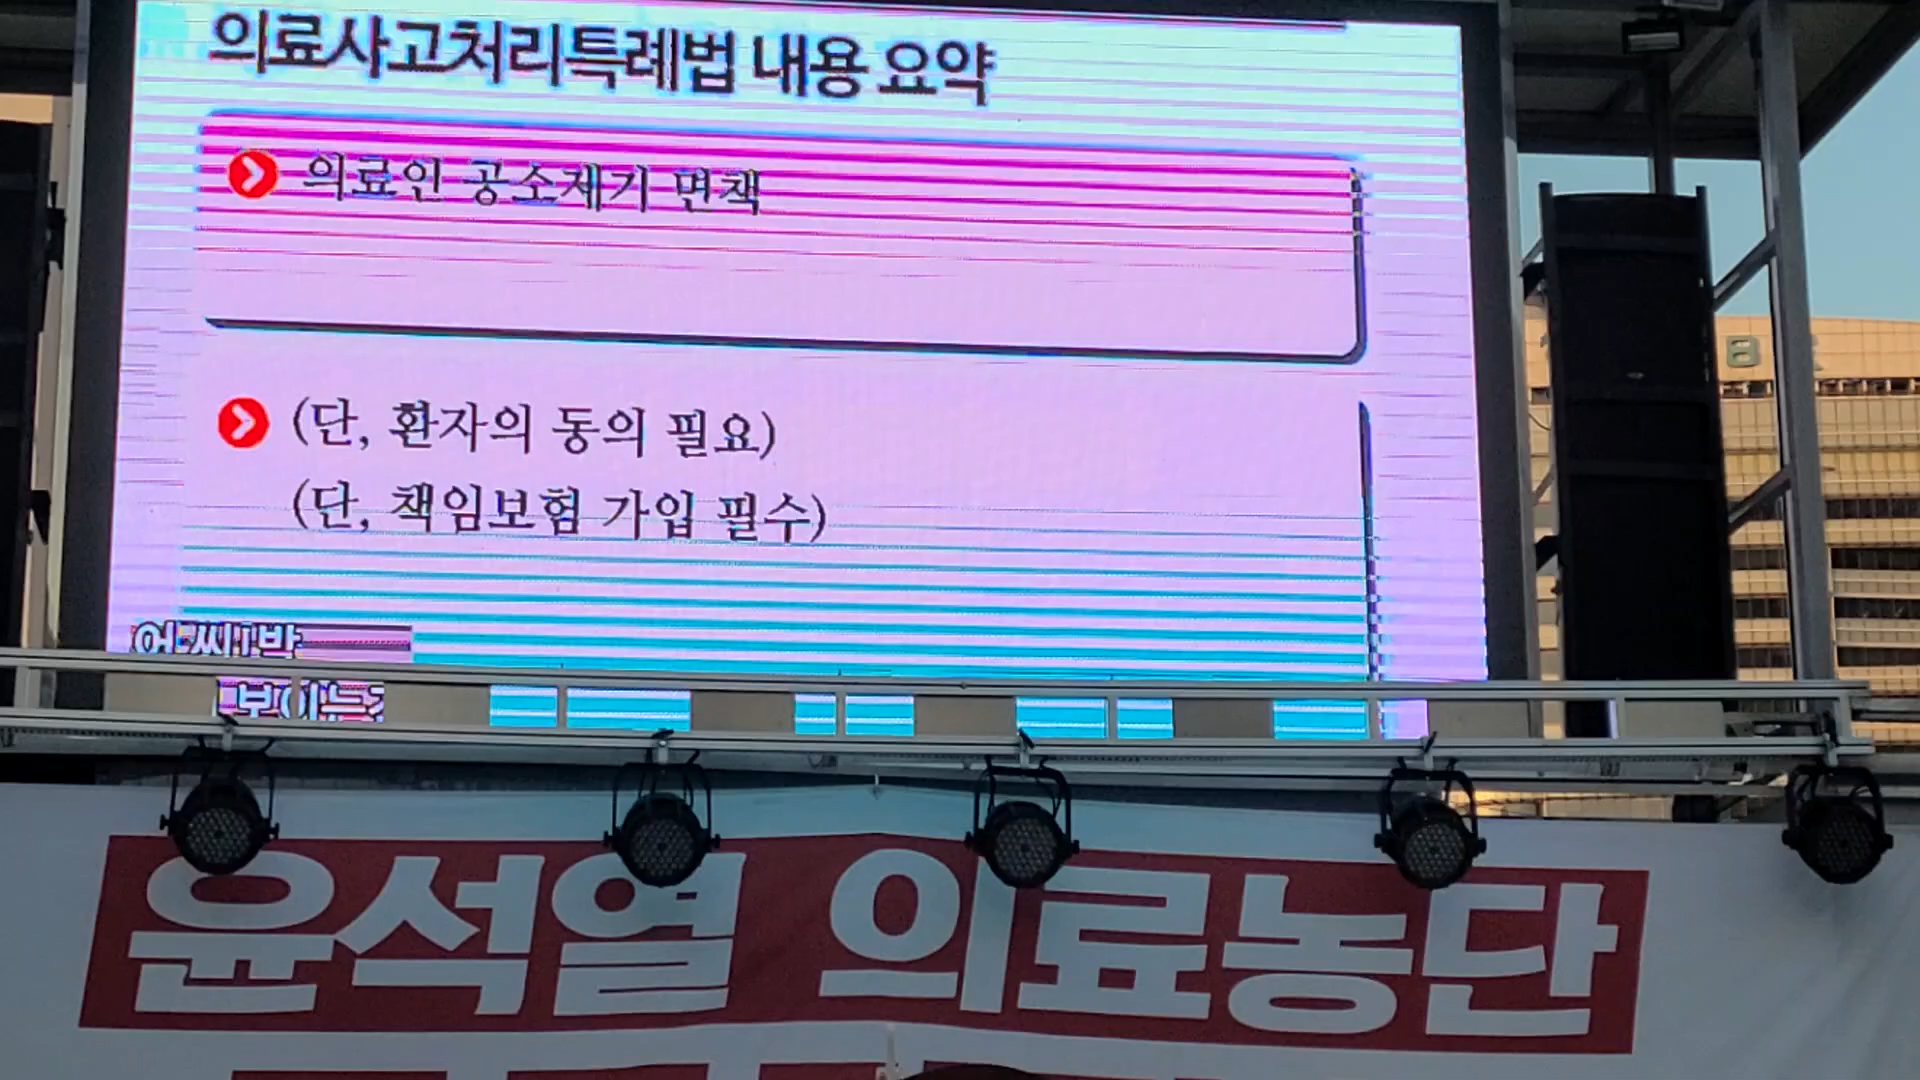 의료사고처리특례법 내용 요약
의료인 공소제기 면책
(단, 환자의 동의 필요)
(단, 책임보험 가입 필수)
B
윤석열 의료농단